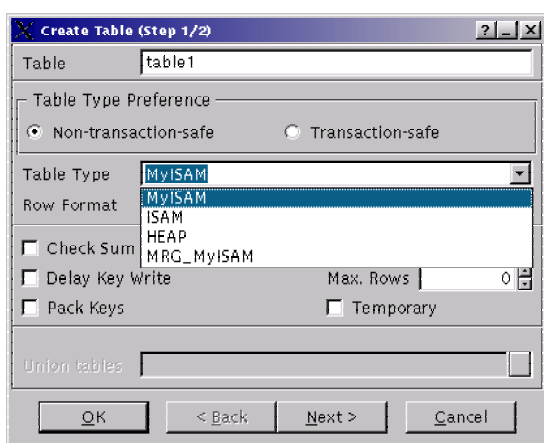 Create Table (Step 1/2)
Table table1
Table Type Preference
Non-transaction-safe Transaction-safe
Table Type MyISAM
Row Format MyISAM
ISAM
HEAP
MRG_MyISAM
Check Sum
Delay Key Write Max. Rows 0
Pack Keys Temporary
Union tables
OK < Back Next > Cancel